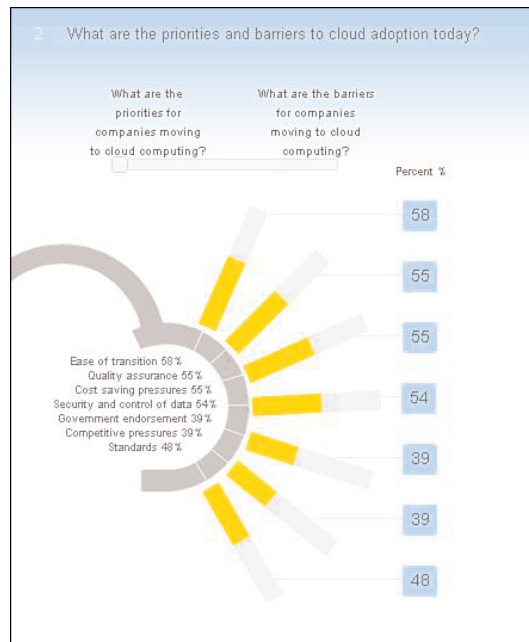 2 What are the priorities and barriers to cloud adoption today?
What are the
priorities for
companies moving
to cloud computing?
What are the barriers
for companies
moving to cloud
computing?
Percent %
58
55
55
54
39
39
48
Ease of transition 58%
Quality assurance 55%
Cost saving pressures 55%
Security and control of data 54%
Government endorsement 39%
Competitive pressures 39%
Standards 48%